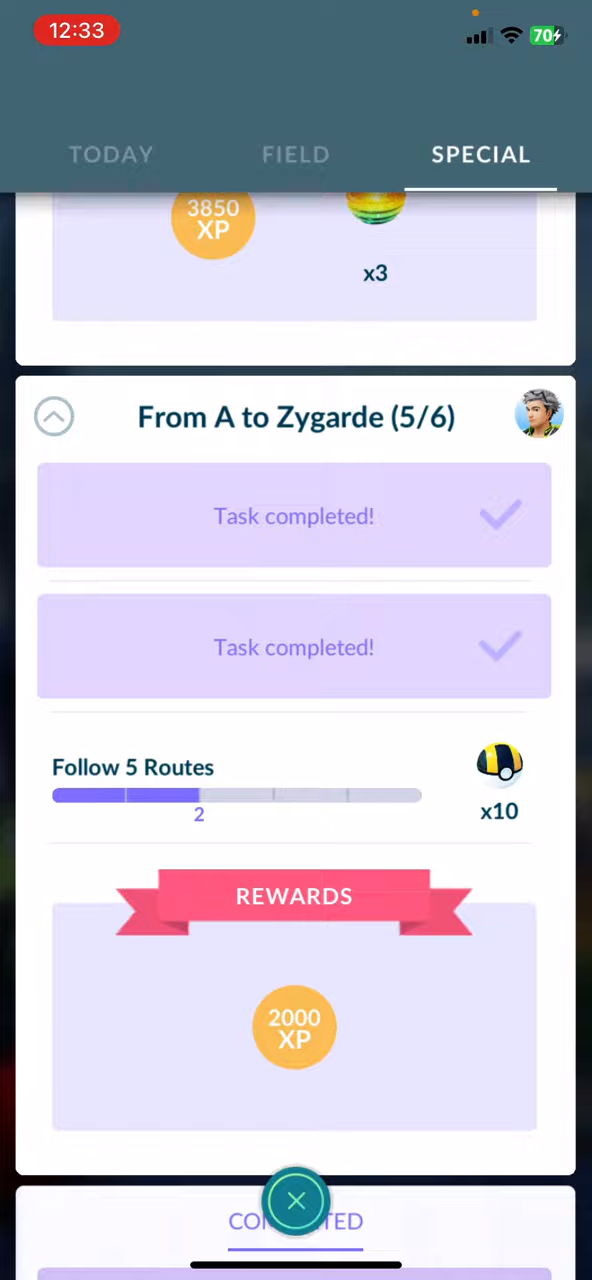 12:33
70
TODAY FIELD SPECIAL
3850
XP
x3
From A to Zygarde (5/6)
Task completed!
Task completed!
Follow 5 Routes
2
x10
REWARDS
2000
XP